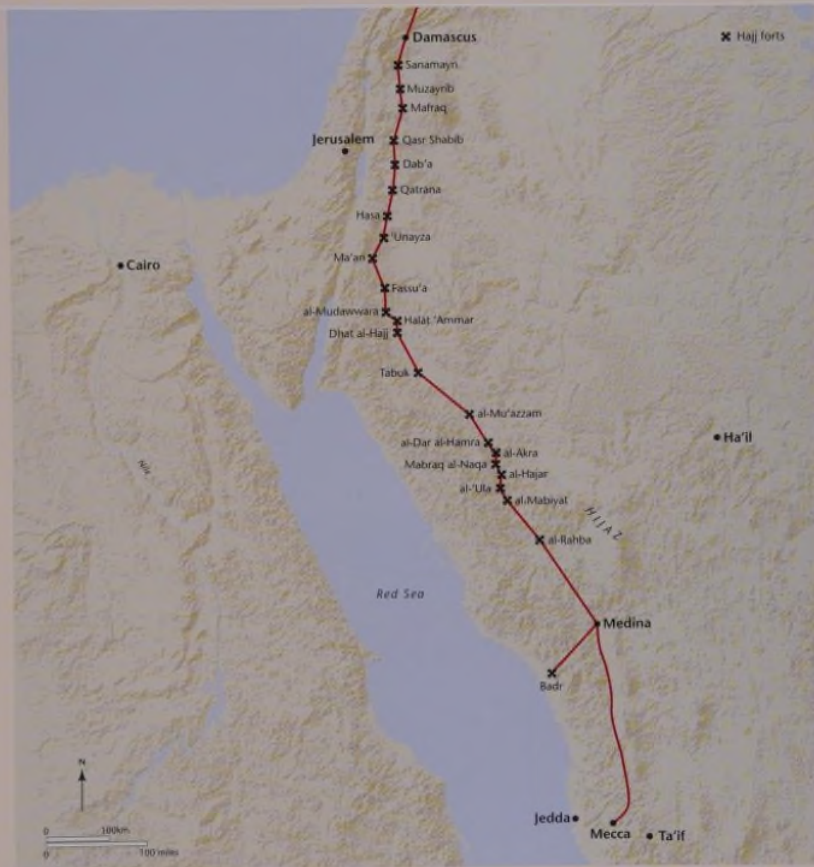 Damascus
Hajj forts
Sanamayn
Muzayrib
Mafraq
Jerusalem
Qasr Shabib
Dab'a
Qatrana
Hasa
'Unayza
Ma'an
Cairo
Fassu'a
al-Mudawwara
Halat 'Ammar
Dhat al-Hajj
Tabuk
al-Mu'azzam
Ha'il
al-Dar al-Hamra
al-Akra
Mabraq al-Naqa
al-Hajar
al-'Ula
al-Mabiyat
Nile
HIJAZ
al-Rahba
Red Sea
Medina
Badr
N
Jedda
Mecca
Ta'if
0 100km
0 100 miles